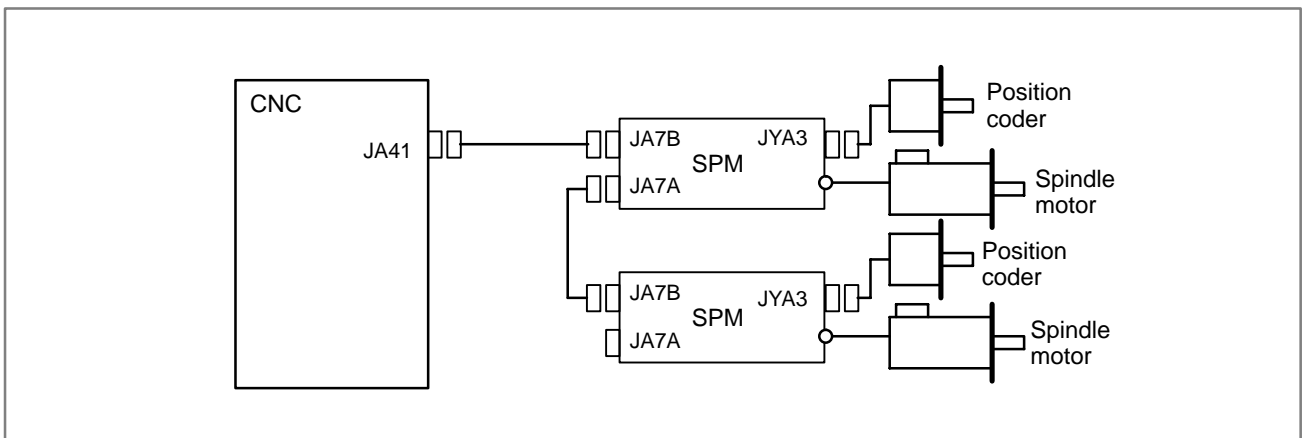 CNC
JA41
JA7B
JYA3
SPM
JA7A
Position
coder
Spindle
motor
JA7B
JYA3
SPM
JA7A
Position
coder
Spindle
motor